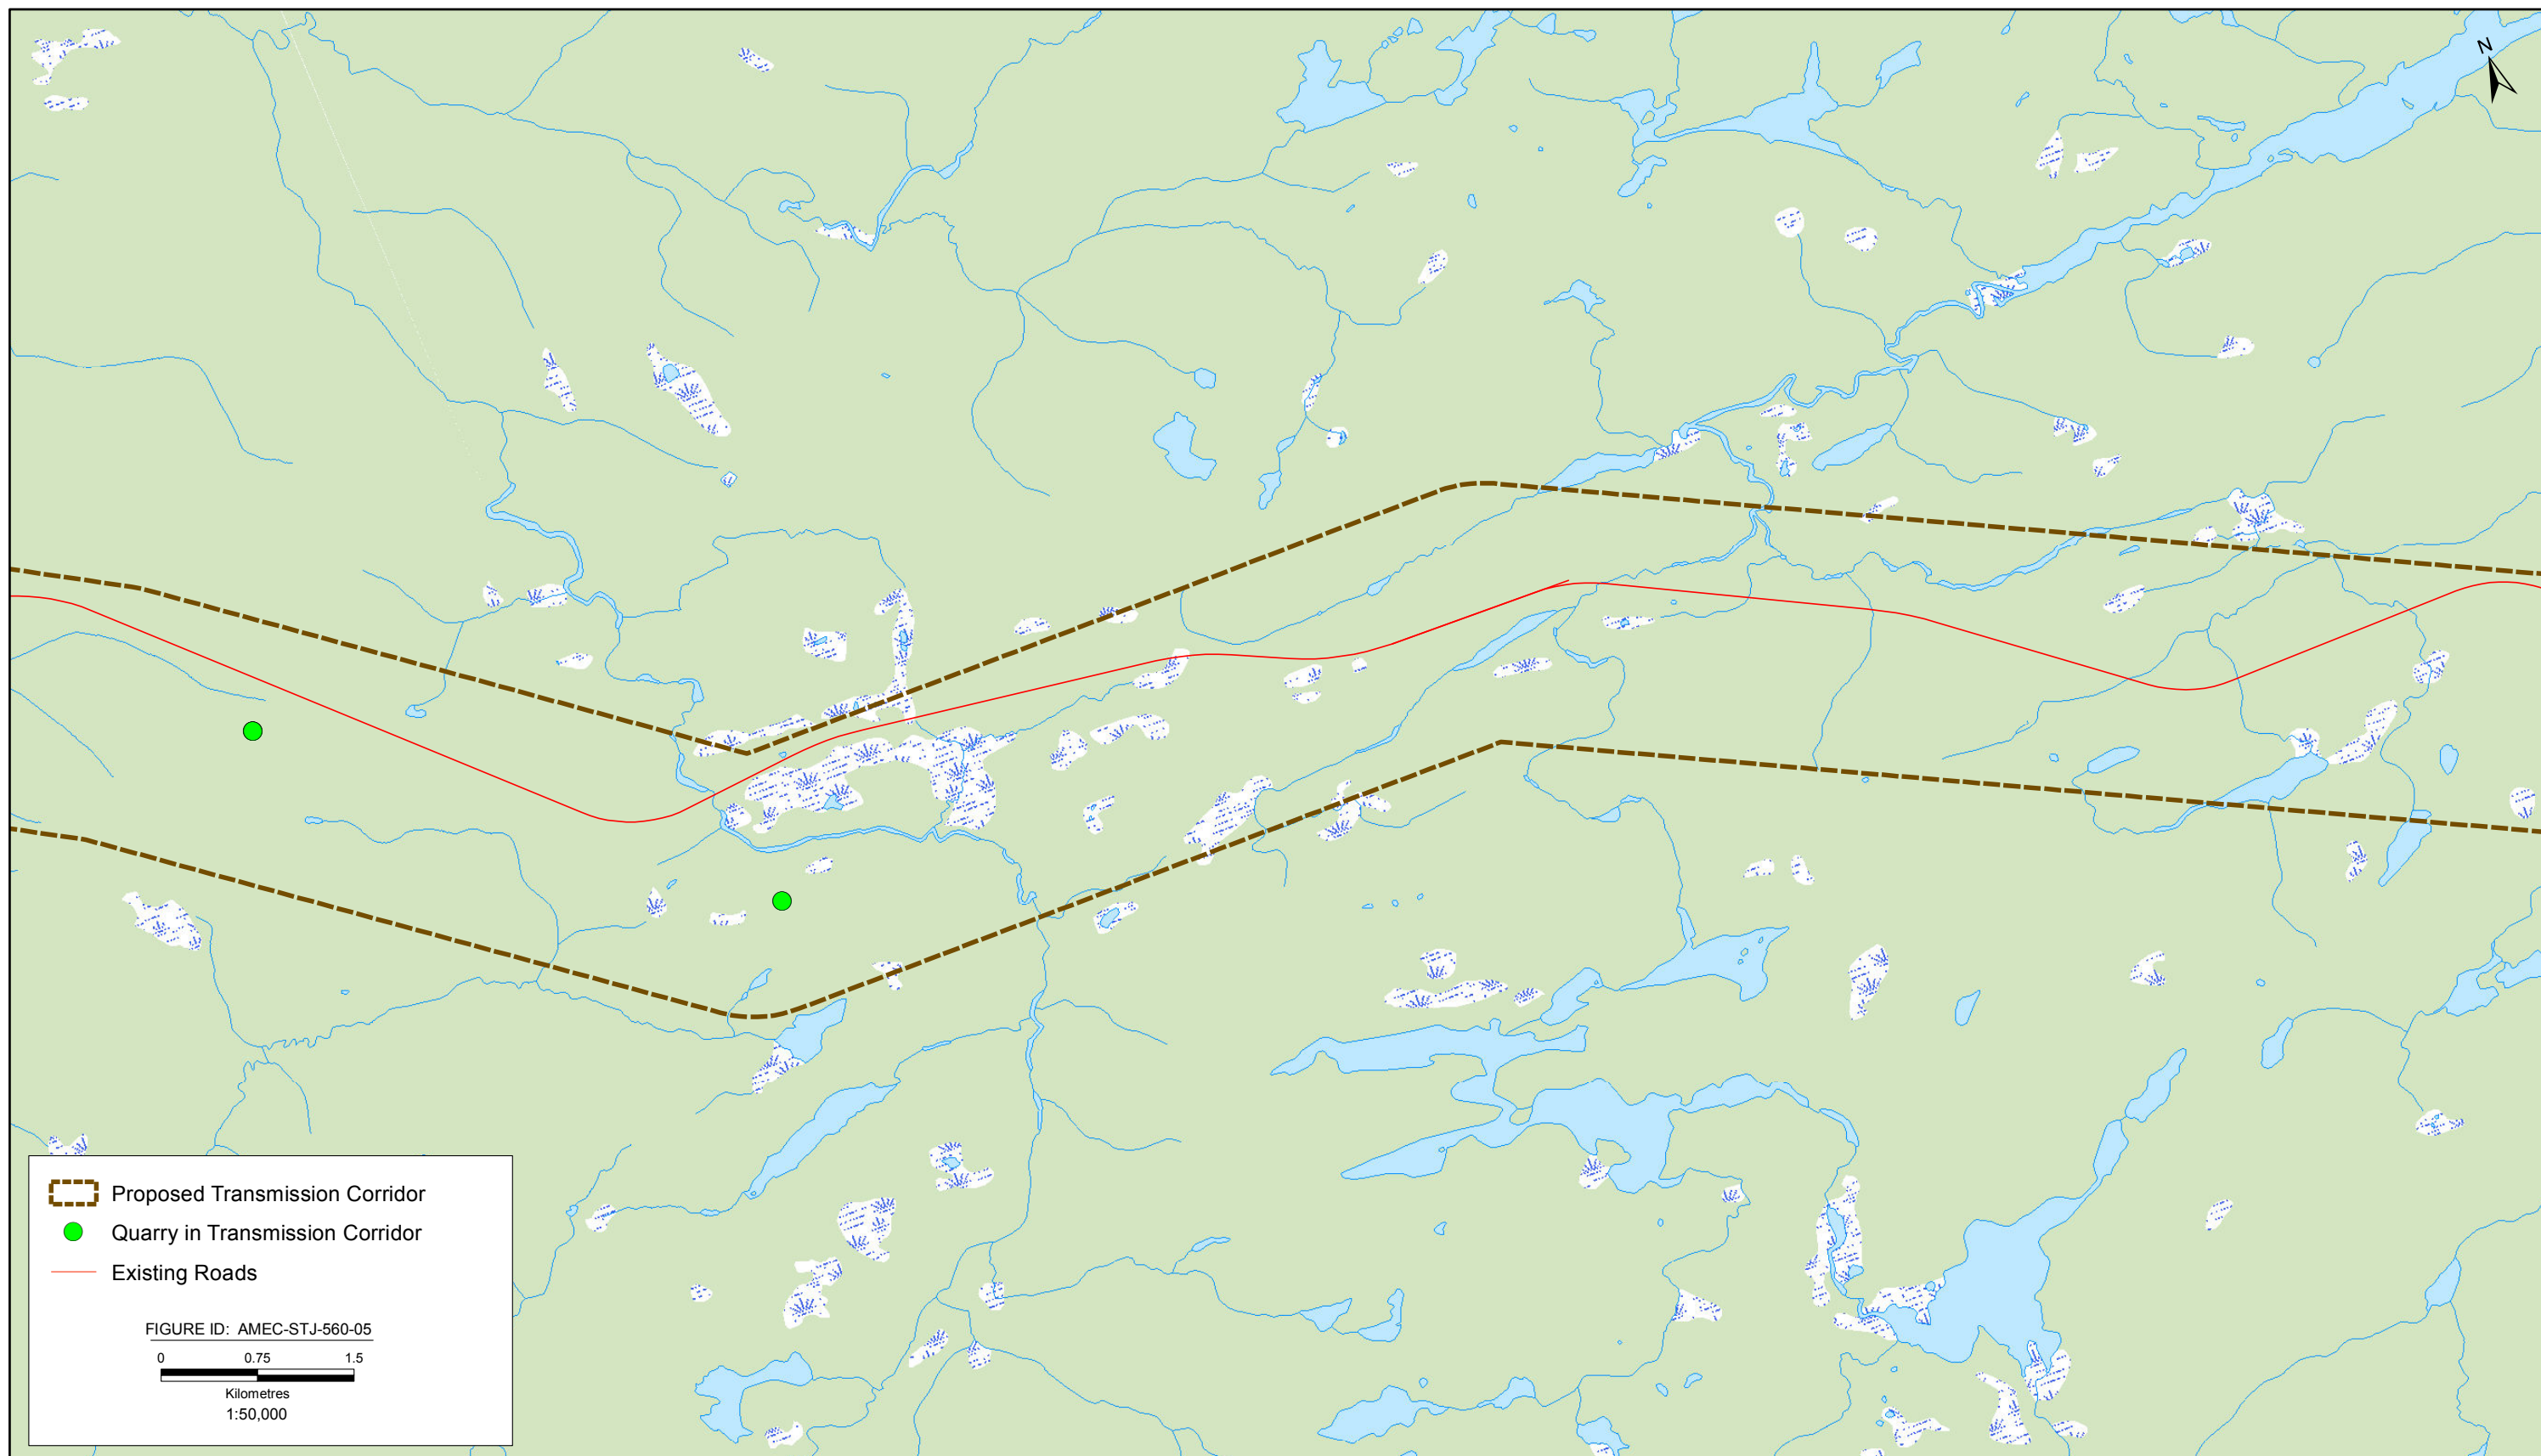 N
Proposed Transmission Corridor
Quarry in Transmission Corridor
Existing Roads
FIGURE ID: AMEC-STJ-560-05
0 0.75 1.5
Kilometres
1:50,000